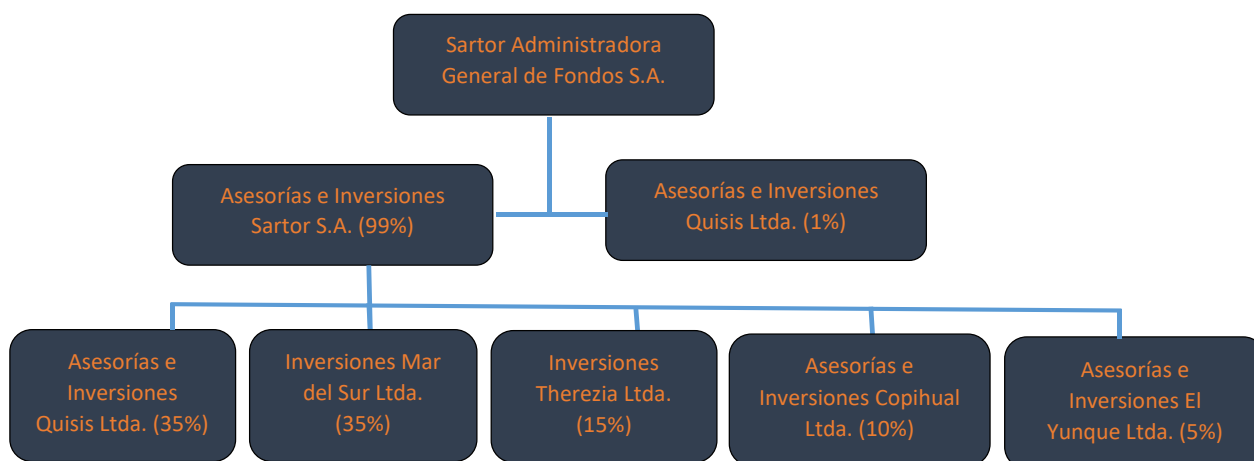 Sartor Administradora
General de Fondos S.A.
Asesorías e Inversiones
Sartor S.A. (99%)
Asesorías e Inversiones
Quisis Ltda. (1%)
Asesorías e
Inversiones
Quisis Ltda. (35%)
Inversiones Mar
del Sur Ltda.
(35%)
Inversiones
Therezia Ltda.
(15%)
Asesorías e
Inversiones Copihual
Ltda. (10%)
Asesorías e
Inversiones El
Yunque Ltda. (5%)